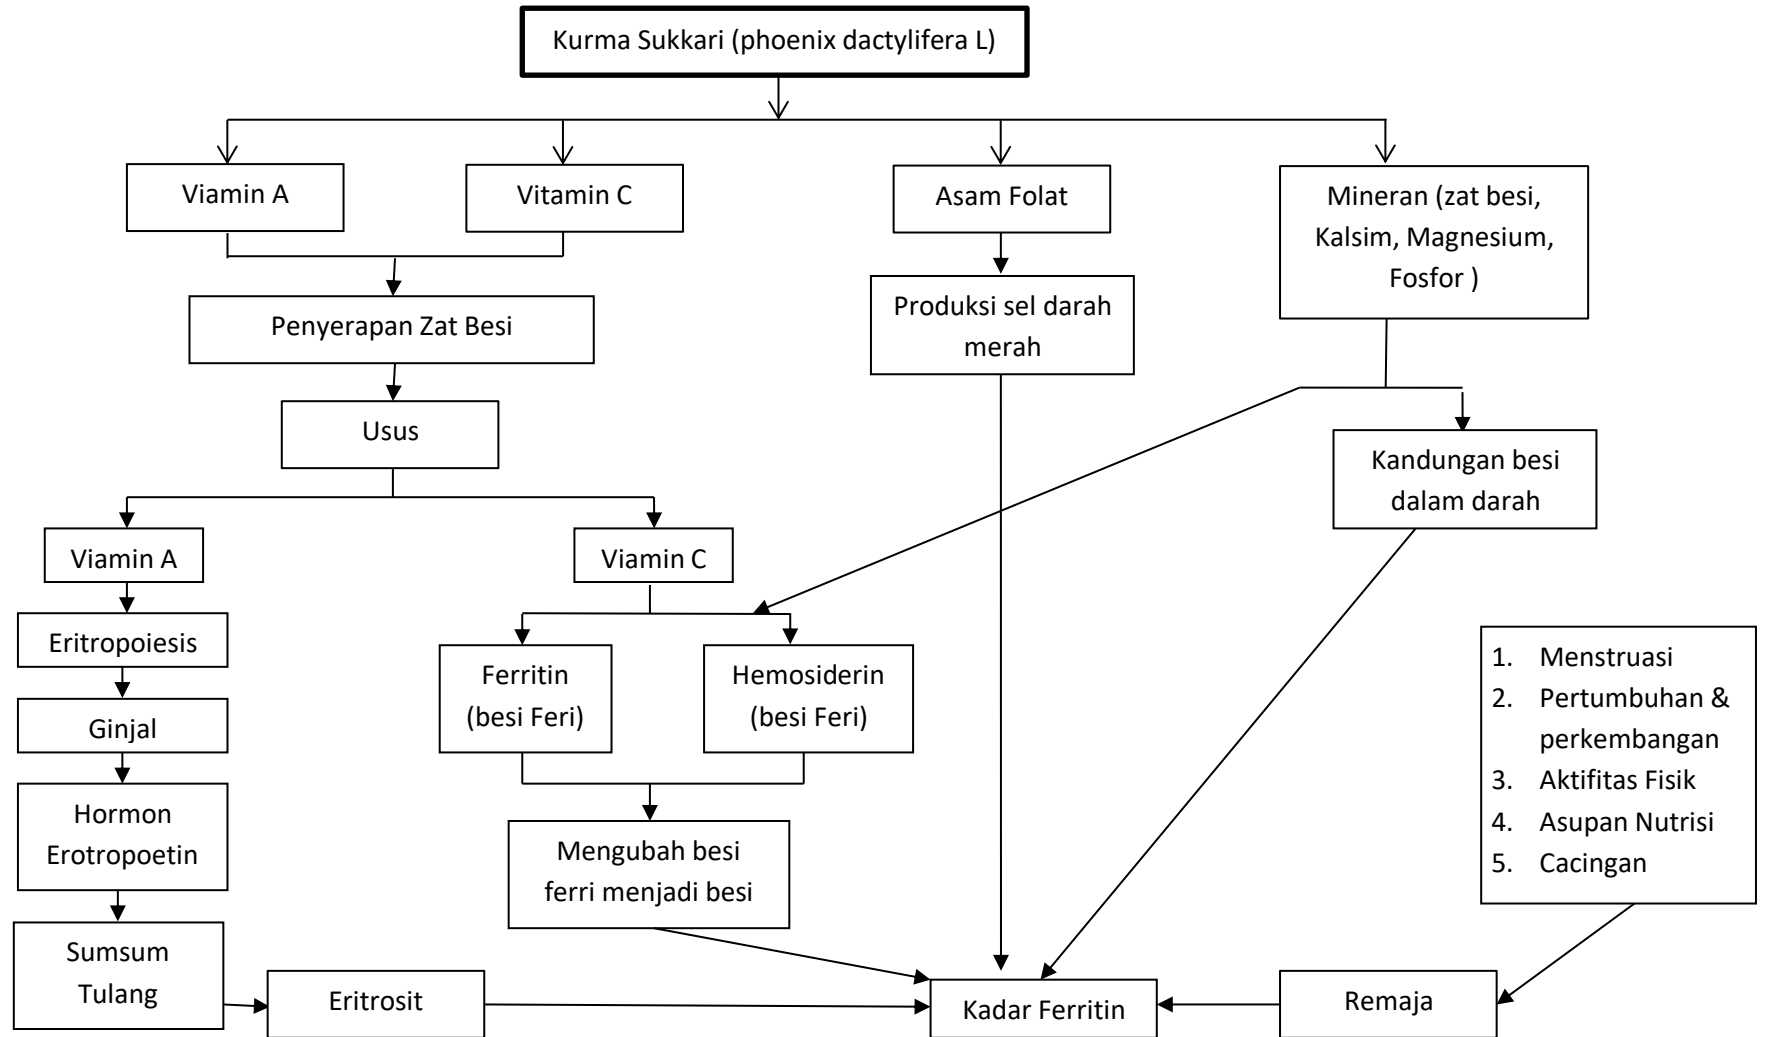 Kurma Sukkari (phoenix dactylifera L)
Viamin A
Vitamin C
Asam Folat
Mineran (zat besi,
Kalsim, Magnesium,
Fosfor )
Penyerapan Zat Besi
Produksi sel darah
merah
Usus
Kandungan besi
dalam darah
Viamin A
Viamin C
Eritropoiesis
Ferritin
(besi Feri)
Hemosiderin
(besi Feri)
1. Menstruasi
2. Pertumbuhan &
perkembangan
3. Aktifitas Fisik
4. Asupan Nutrisi
5. Cacingan
Ginjal
Hormon
Erotropoetin
Mengubah besi
ferri menjadi besi
Sumsum
Tulang
Eritrosit
Kadar Ferritin
Remaja